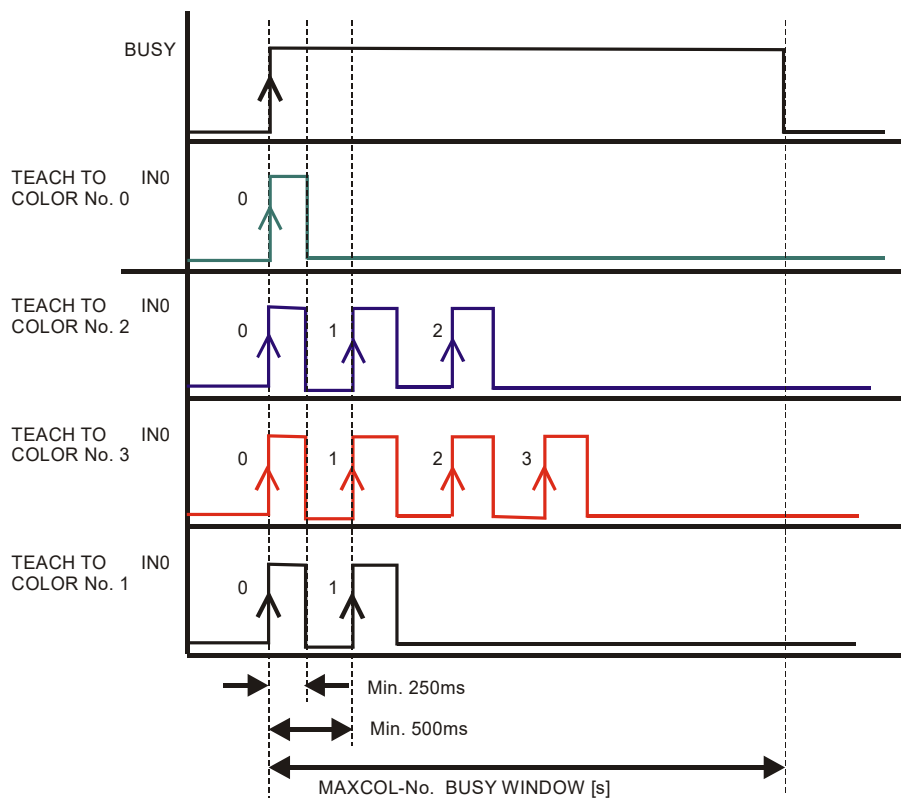 BUSY
TEACH TO IN0
COLOR No. 0
0
TEACH TO IN0
COLOR No. 2
0 1 2
TEACH TO IN0
COLOR No. 3
0 1 2 3
TEACH TO IN0
COLOR No. 1
0 1
Min. 250ms
Min. 500ms
MAXCOL-No. BUSY WINDOW [s]